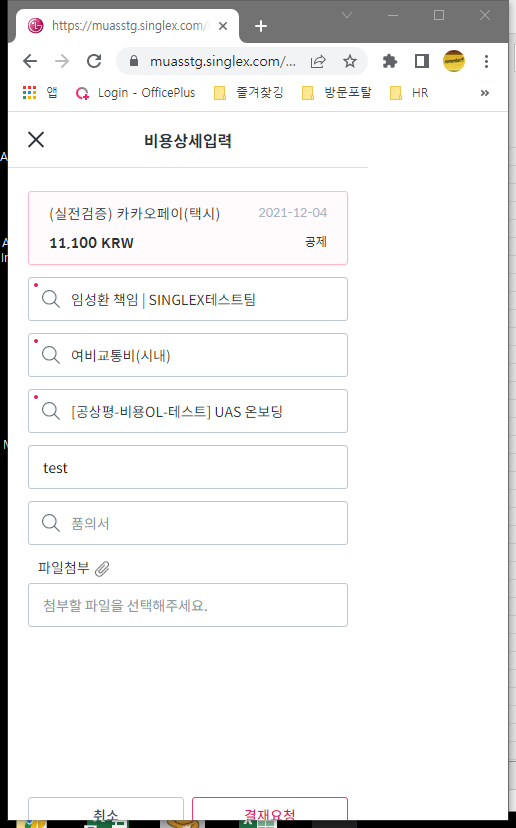 https://muasstg.singlex.com/
muasstg.singlex.com/...
앱
Login - OfficePlus
즐겨찾깅
방문포탈
HR
비용상세입력
(실전검증) 카카오페이(택시)
2021-12-04
11,100 KRW
공제
임성환 책임 | SINGLEX테스트팀
여비교통비(시내)
[공상평-비용OL-테스트] UAS 온보딩
test
품의서
파일첨부
첨부할 파일을 선택해주세요.
취소
결재요청